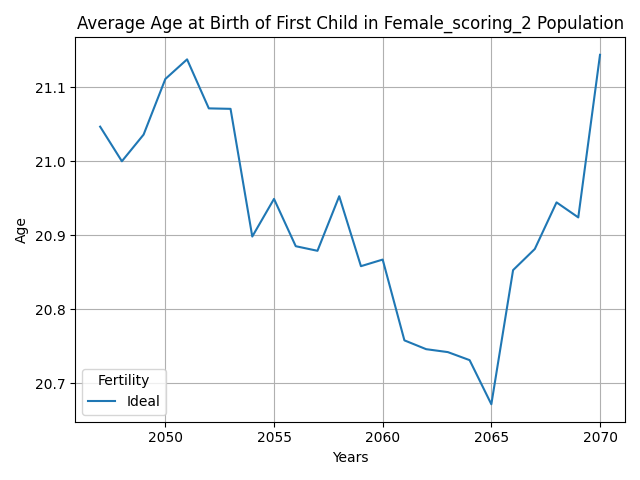 Average Age at Birth of First Child in Female_scoring_2 Population
21.1
21.0
20.9
20.8
20.7
Age
Fertility
Ideal
2050 2055 2060 2065 2070
Years